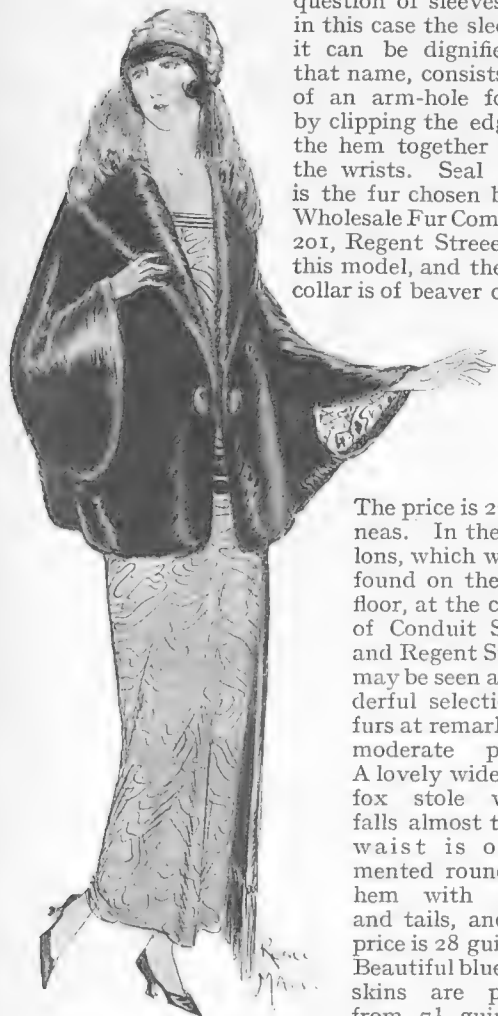 question of sleeves
in this case the slee
it can be dignifie
that name, consists
of an arm-hole fo
by clipping the edg
the hem together
the wrists. Seal
is the fur chosen b
Wholesale Fur Com
201, Regent Streee
this model, and the
collar is of beaver c
The price is 2
neas. In the
lons, which w
found on the
floor, at the c
of Conduit S
and Regent S
may be seen a
derful selecti
furs at remarl
moderate p
A lovely wide
fox stole w
falls almost t
waist is o
mented round
hem with
and tails, and
price is 28 gui
Beautiful blue
skins are p
from 7½ guin